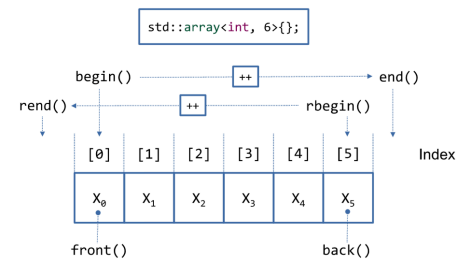 std::array<int, 6>{};
begin() ++ end()
rend() ++ rbegin()
[0] [1] [2] [3] [4] [5] Index
X₀ X₁ X₂ X₃ X₄ X₅
front() back()